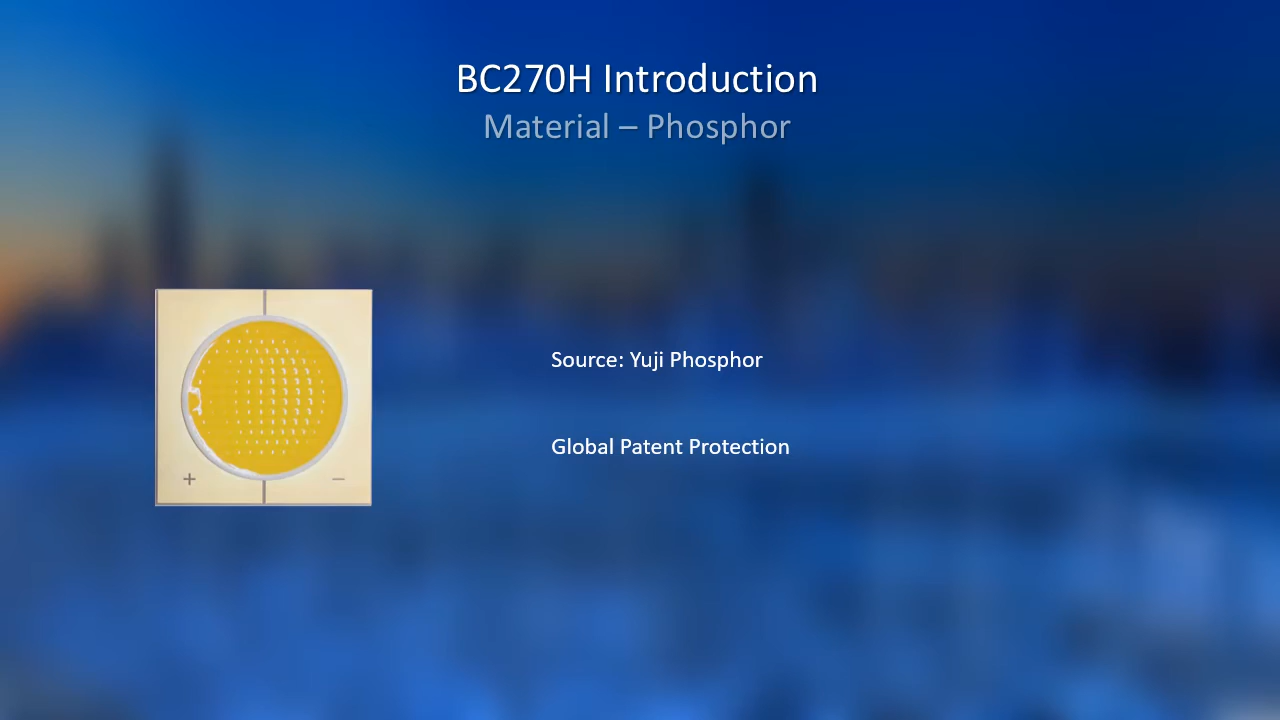 BC270H Introduction
Material – Phosphor
Source: Yuji Phosphor
Global Patent Protection
+ –